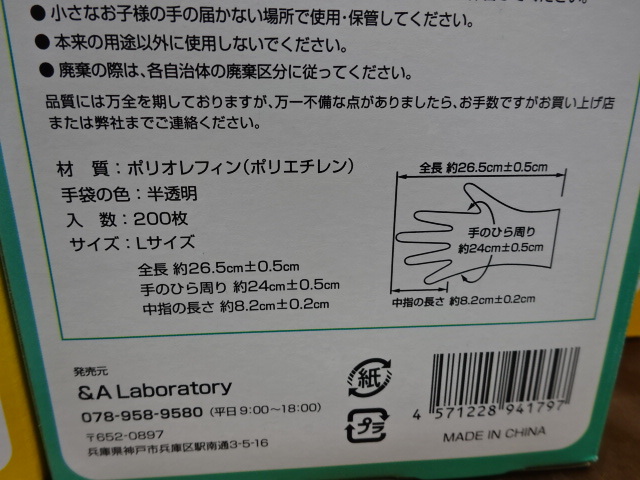 てください。
●小さなお子様の手の届かない場所で使用・保管してください。
●本来の用途以外に使用しないでください。
●廃棄の際は、各自治体の廃棄区分に従ってください。
品質には万全を期しておりますが、万一不備な点がありましたら、お手数ですがお買い上げ店
または弊社までご連絡ください。
材 質：ポリオレフィン(ポリエチレン)
手袋の色：半透明
入 数：200枚
サイズ：Lサイズ
全長 約26.5cm±0.5cm
手のひら周り 約24cm±0.5cm
中指の長さ 約8.2cm±0.2cm
全長 約26.5cm±0.5cm
手のひら周り
約24cm±0.5cm
中指の長さ 約8.2cm±0.2cm
発売元
&A Laboratory
078-958-9580 (平日9:00～18:00)
〒652-0897
兵庫県神戸市兵庫区駅南通3-5-16
紙
プラ
4 571228 941797
MADE IN CHINA